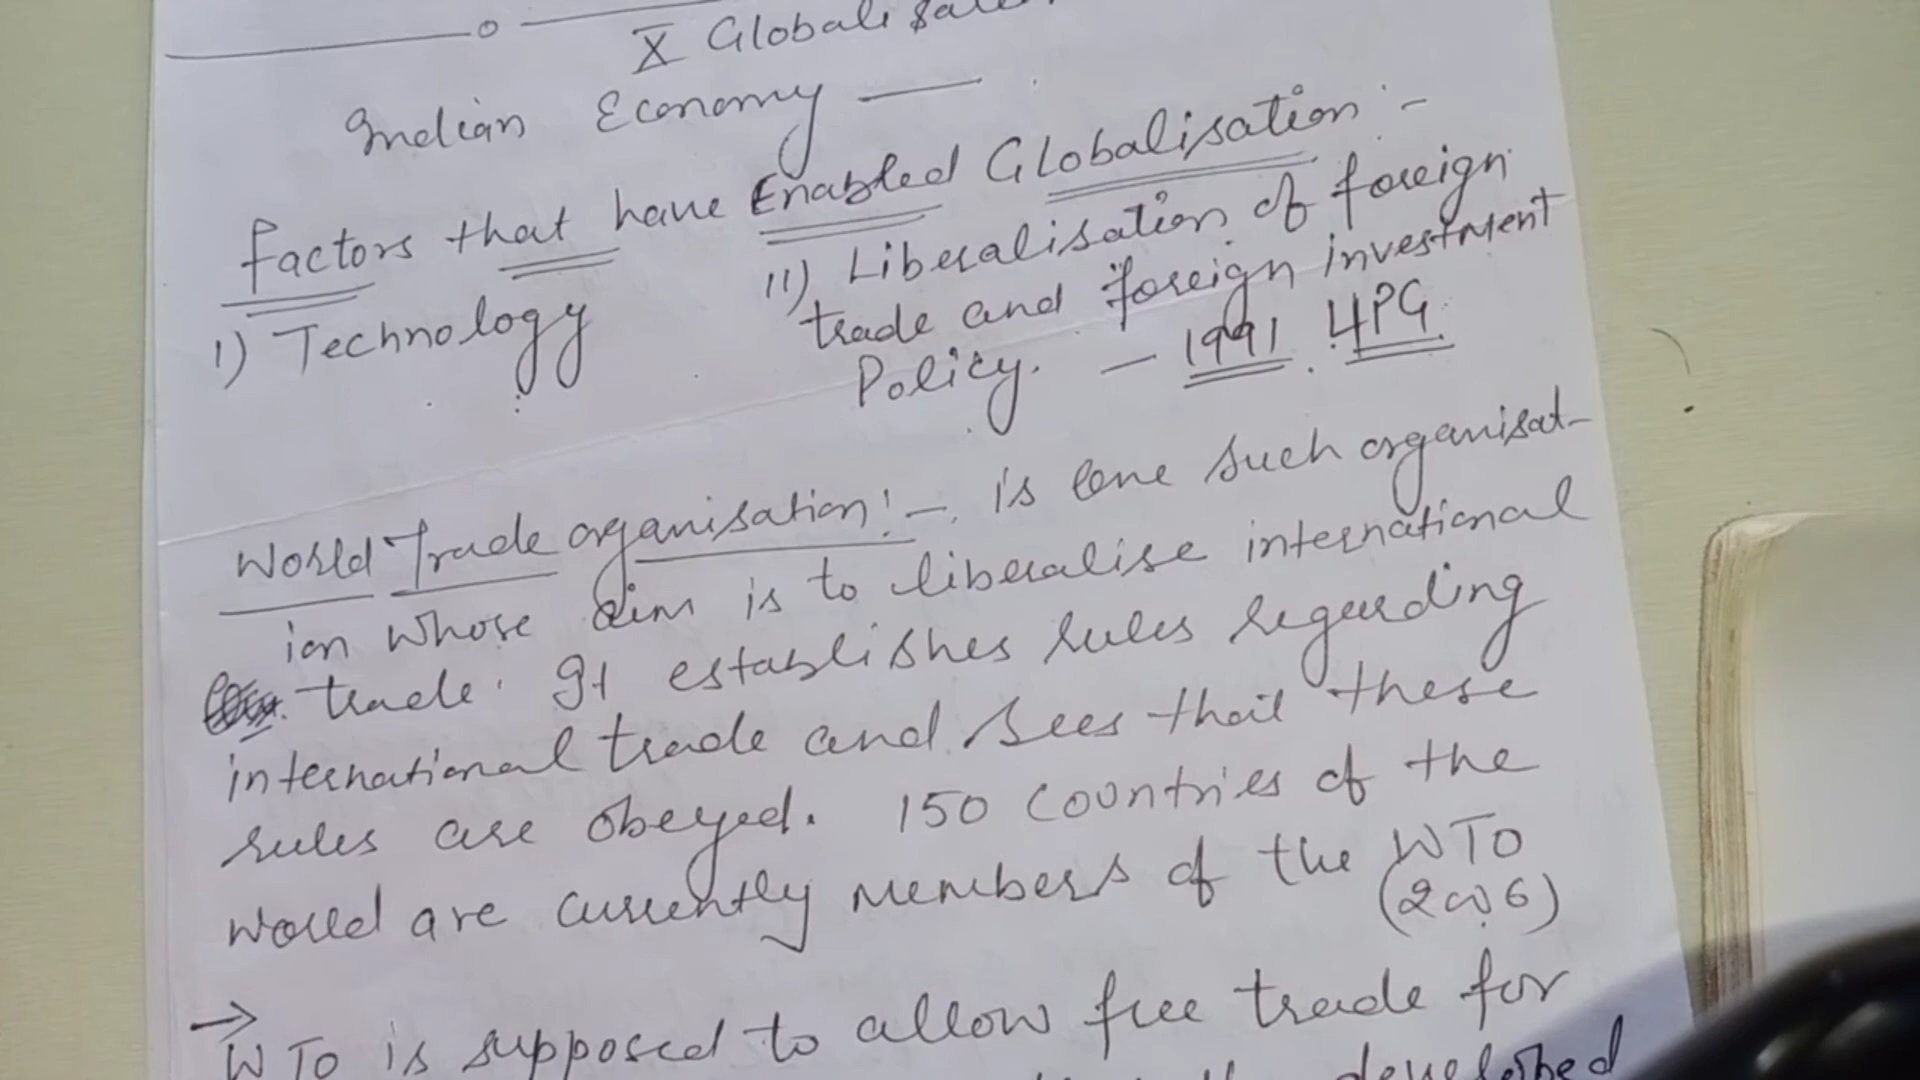 X Globalisation
Indian Economy —
Factors that have Enabled Globalisation :-
1) Technology
11) Liberalisation of foreign
trade and foreign investment
Policy. — 1991. LPG.
World Trade organisation :- is one such organisat-
ion whose aim is to liberalise international
trade. It establishes rules regarding
international trade and sees that these
rules are obeyed. 150 countries of the
world are currently members of the WTO
(2006)
→
WTO is supposed to allow free trade for
developed